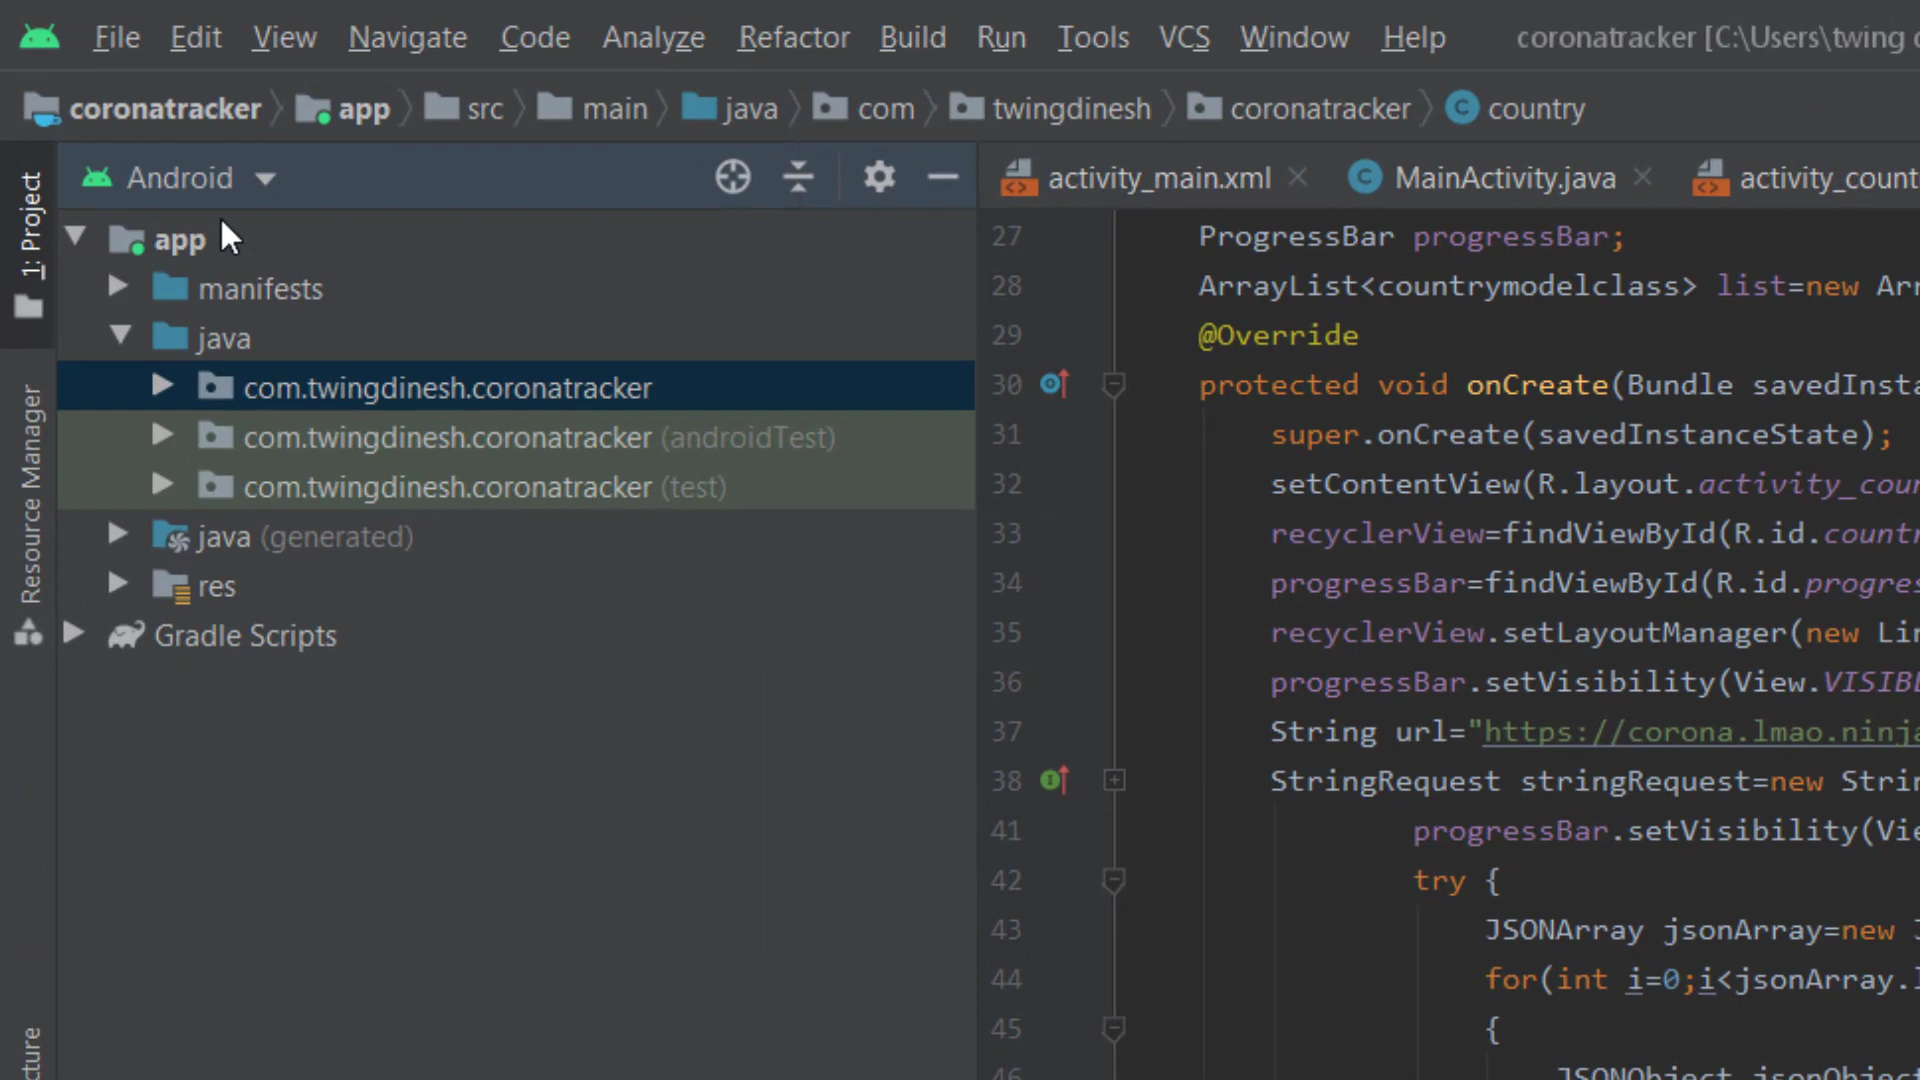 File Edit View Navigate Code Analyze Refactor Build Run Tools VCS Window Help coronatracker [C:\Users\twing
coronatracker app src main java com twingdinesh coronatracker country
1: Project
Resource Manager
Android
app
manifests
java
com.twingdinesh.coronatracker
com.twingdinesh.coronatracker (androidTest)
com.twingdinesh.coronatracker (test)
java (generated)
res
Gradle Scripts
activity_main.xml MainActivity.java activity_count
27 ProgressBar progressBar;
28 ArrayList<countrymodelclass> list=new Arr
29 @Override
30 protected void onCreate(Bundle savedInsta
31 super.onCreate(savedInstanceState);
32 setContentView(R.layout.activity_coun
33 recyclerView=findViewById(R.id.countr
34 progressBar=findViewById(R.id.progres
35 recyclerView.setLayoutManager(new Lin
36 progressBar.setVisibility(View.VISIBL
37 String url="https://corona.lmao.ninja
38 StringRequest stringRequest=new Strin
41 progressBar.setVisibility(Vie
42 try {
43 JSONArray jsonArray=new J
44 for(int i=0;i<jsonArray.l
45 {
46 JSONObject jsonObject